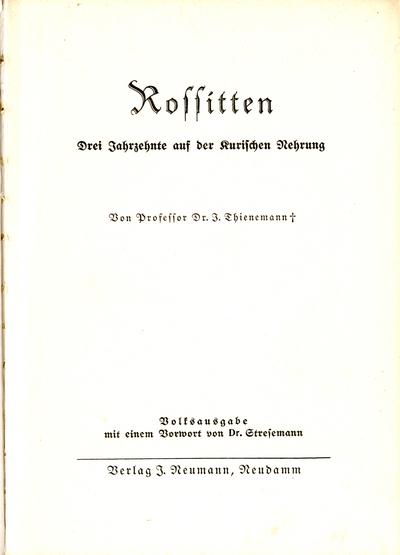 Rossitten
Drei Jahrzehnte auf der Kurischen Nehrung
Von Professor Dr. J. Thienemann †
Volksausgabe
mit einem Vorwort von Dr. Stresemann
Verlag J. Neumann, Neudamm